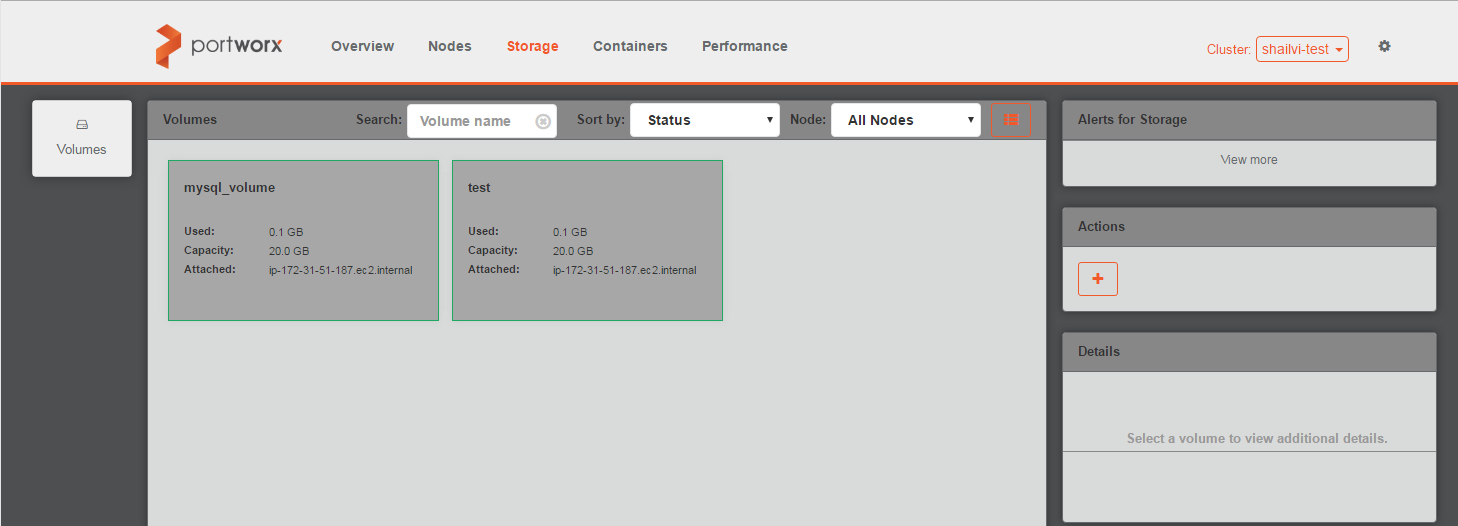 portworx
Overview Nodes Storage Containers Performance
Cluster: shailvi-test
Volumes
Volumes Search: Volume name Sort by: Status Node: All Nodes
mysql_volume
Used: 0.1 GB
Capacity: 20.0 GB
Attached: ip-172-31-51-187.ec2.internal
test
Used: 0.1 GB
Capacity: 20.0 GB
Attached: ip-172-31-51-187.ec2.internal
Alerts for Storage
View more
Actions
+
Details
Select a volume to view additional details.